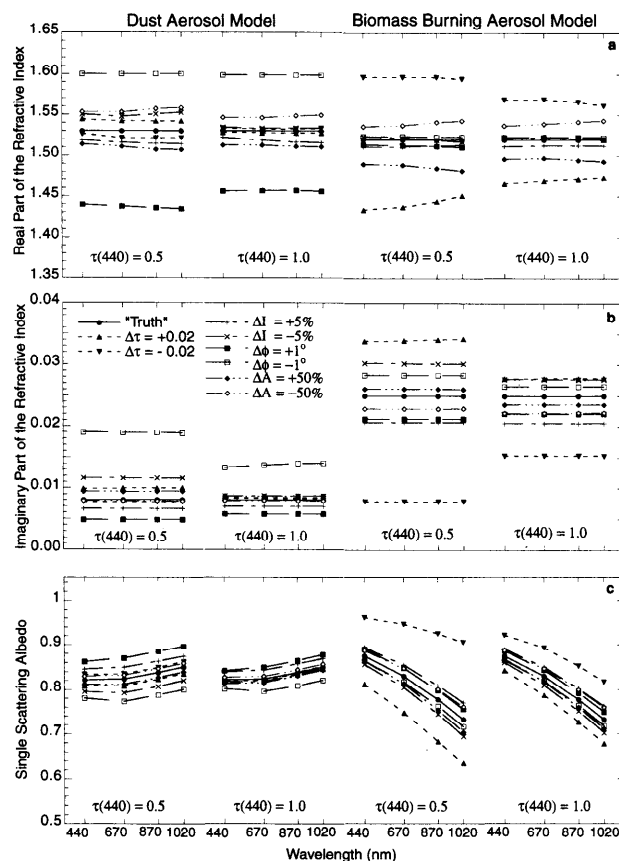 Dust Aerosol Model Biomass Burning Aerosol Model
a
Real Part of the Refractive Index
1.65
1.60
1.55
1.50
1.45
1.40
1.35
τ(440) = 0.5 τ(440) = 1.0 τ(440) = 0.5 τ(440) = 1.0
b
Imaginary Part of the Refractive Index
0.04
0.03
0.02
0.01
0.00
"Truth"
Δτ = +0.02
Δτ = - 0.02
ΔI = +5%
ΔI = -5%
Δϕ = +1°
Δϕ = -1°
ΔA = +50%
ΔA = -50%
τ(440) = 0.5 τ(440) = 1.0 τ(440) = 0.5 τ(440) = 1.0
c
Single Scattering Albedo
1
0.9
0.8
0.7
0.6
0.5
τ(440) = 0.5 τ(440) = 1.0 τ(440) = 0.5 τ(440) = 1.0
440 670 870 1020 440 670 870 1020 440 670 870 1020 440 670 870 1020
Wavelength (nm)